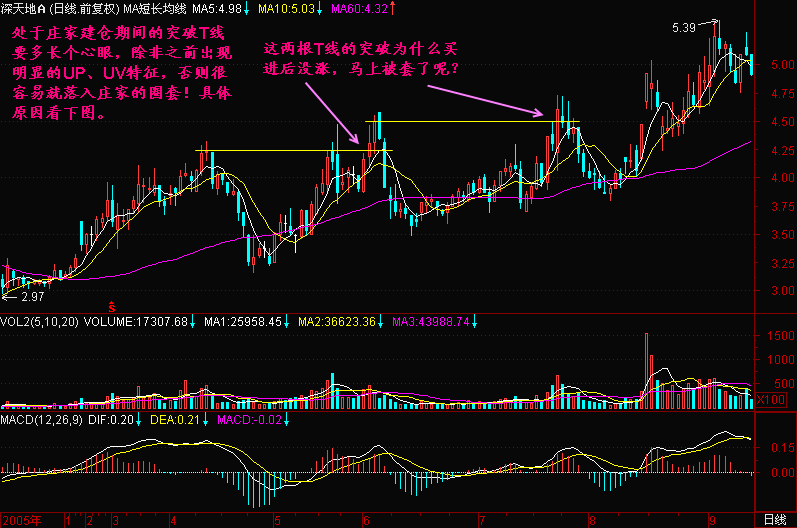 深天地A (日线.前复权) MA短长均线 MA5:4.98↓ MA10:5.03↓ MA60:4.32↑
处于庄家建仓期间的突破T线
要多长个心眼，除非之前出现
明显的UP、UV特征，否则很
容易就落入庄家的圈套！具体
原因看下图。
这两根T线的突破为什么买
进后没涨，马上被套了呢？
5.39
5.00
4.75
4.50
4.25
4.00
3.75
3.50
3.25
3.00
2.97
S
VOL2(5,10,20) VOLUME:17307.68↓ MA1:25958.45↓ MA2:36623.36↓ MA3:43988.74↓
1500
1000
500
X100
MACD(12,26,9) DIF:0.20↓ DEA:0.21↓ MACD:-0.02↓
0.15
0.00
2005年 1 2 3 4 5 6 7 8 9 日线